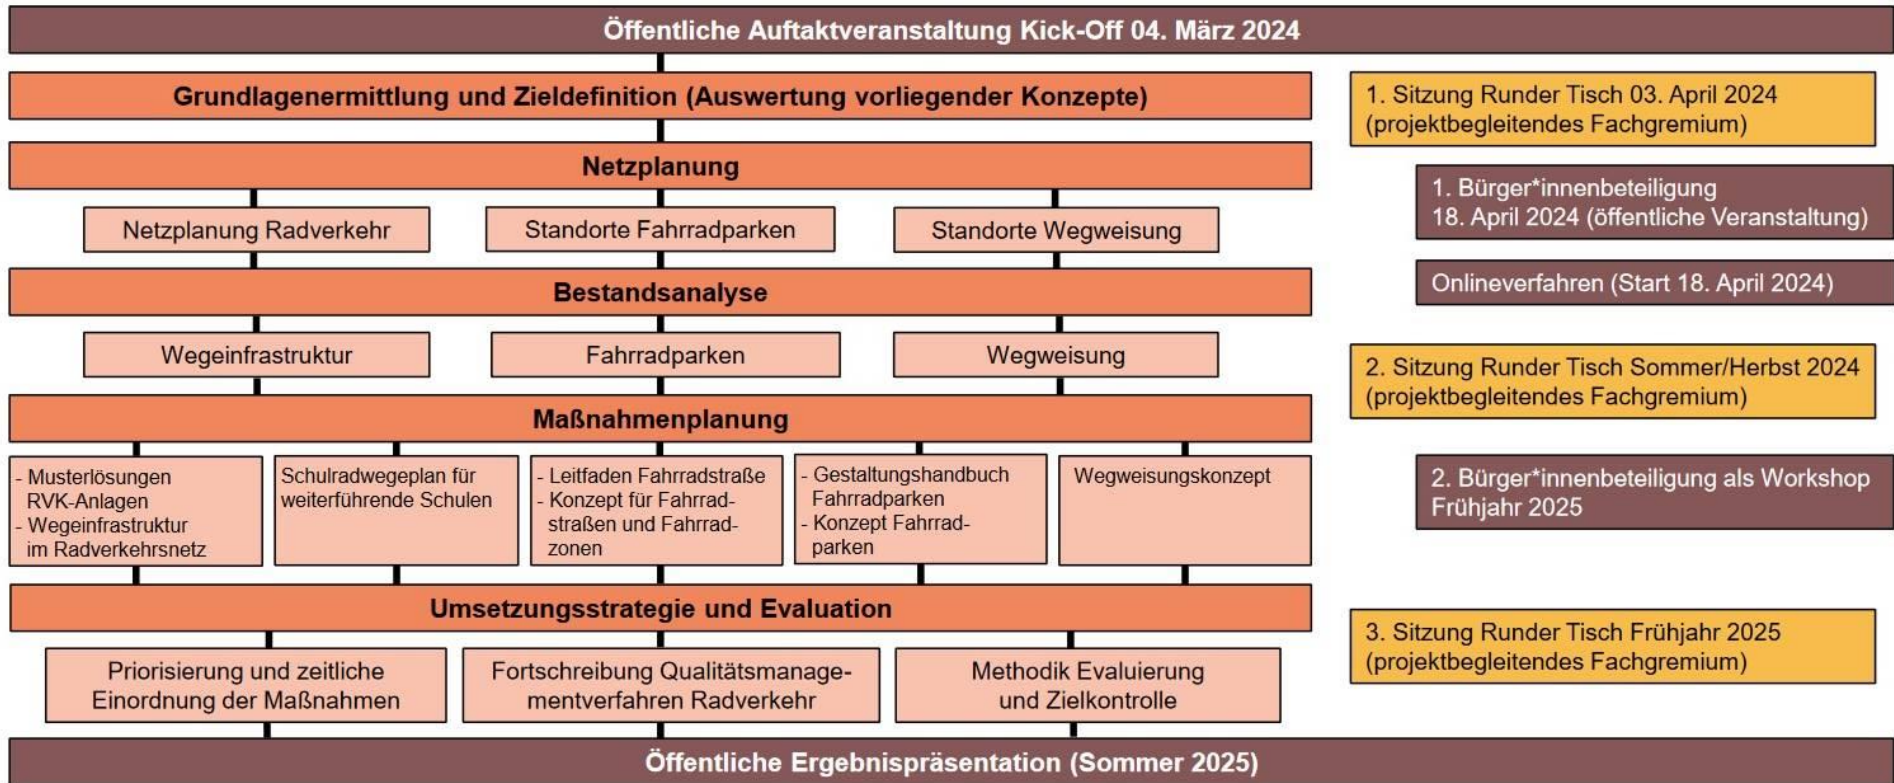 Öffentliche Auftaktveranstaltung Kick-Off 04. März 2024
Grundlagenermittlung und Zieldefinition (Auswertung vorliegender Konzepte)
Netzplanung
Netzplanung Radverkehr
Standorte Fahrradparken
Standorte Wegweisung
Bestandsanalyse
Wegeinfrastruktur
Fahrradparken
Wegweisung
Maßnahmenplanung
- Musterlösungen
RVK-Anlagen
- Wegeinfrastruktur
im Radverkehrsnetz
Schulradwegeplan für
weiterführende Schulen
- Leitfaden Fahrradstraße
- Konzept für Fahrrad-
straßen und Fahrrad-
zonen
- Gestaltungshandbuch
Fahrradparken
- Konzept Fahrrad-
parken
Wegweisungskonzept
Umsetzungsstrategie und Evaluation
Priorisierung und zeitliche
Einordnung der Maßnahmen
Fortschreibung Qualitätsmanage-
mentverfahren Radverkehr
Methodik Evaluierung
und Zielkontrolle
1. Sitzung Runder Tisch 03. April 2024
(projektbegleitendes Fachgremium)
1. Bürger*innenbeteiligung
18. April 2024 (öffentliche Veranstaltung)
Onlineverfahren (Start 18. April 2024)
2. Sitzung Runder Tisch Sommer/Herbst 2024
(projektbegleitendes Fachgremium)
2. Bürger*innenbeteiligung als Workshop
Frühjahr 2025
3. Sitzung Runder Tisch Frühjahr 2025
(projektbegleitendes Fachgremium)
Öffentliche Ergebnispräsentation (Sommer 2025)